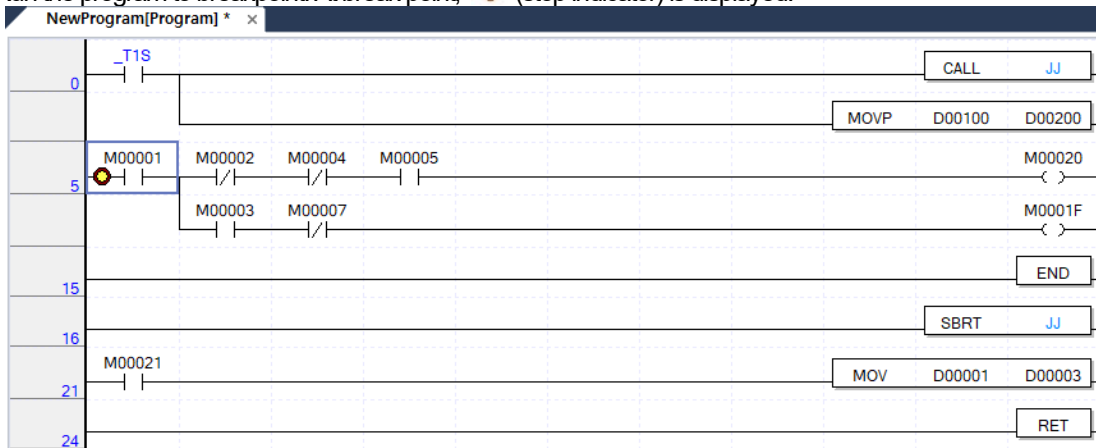 NewProgram[Program] * ×
_T1S
CALL JJ
0
MOVP D00100 D00200
M00001 M00002 M00004 M00005 M00020
5
M00003 M00007 M0001F
END
15
SBRT JJ
16
M00021
MOV D00001 D00003
21
RET
24